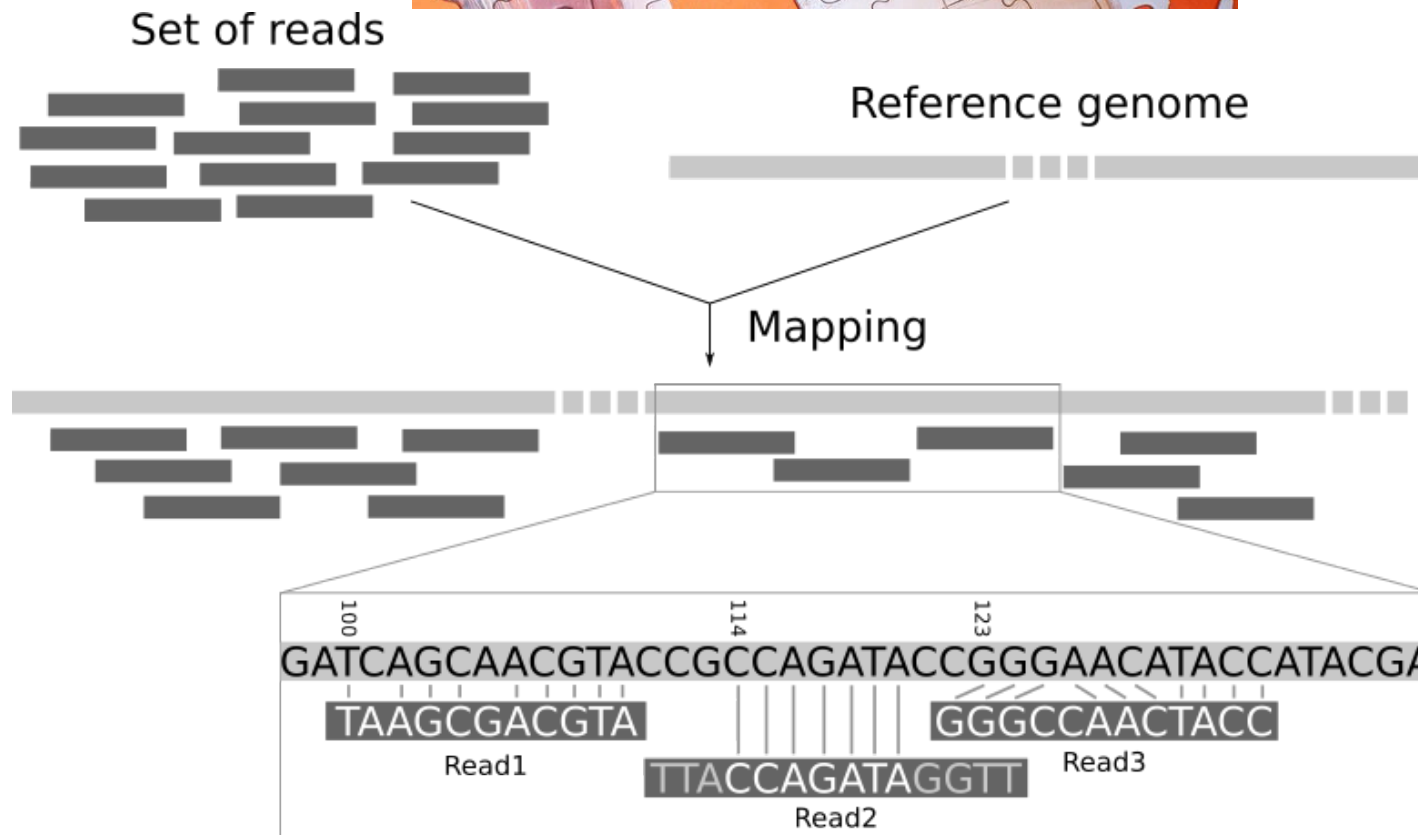 Set of reads
Reference genome
Mapping
100
114
123
GATCAGCAACGTACCGCCAGATACCGGGAACATACCATACGA
TAAGCGACGTA
GGGCCAACTACC
Read1
Read3
TTACCAGATAGGTT
Read2